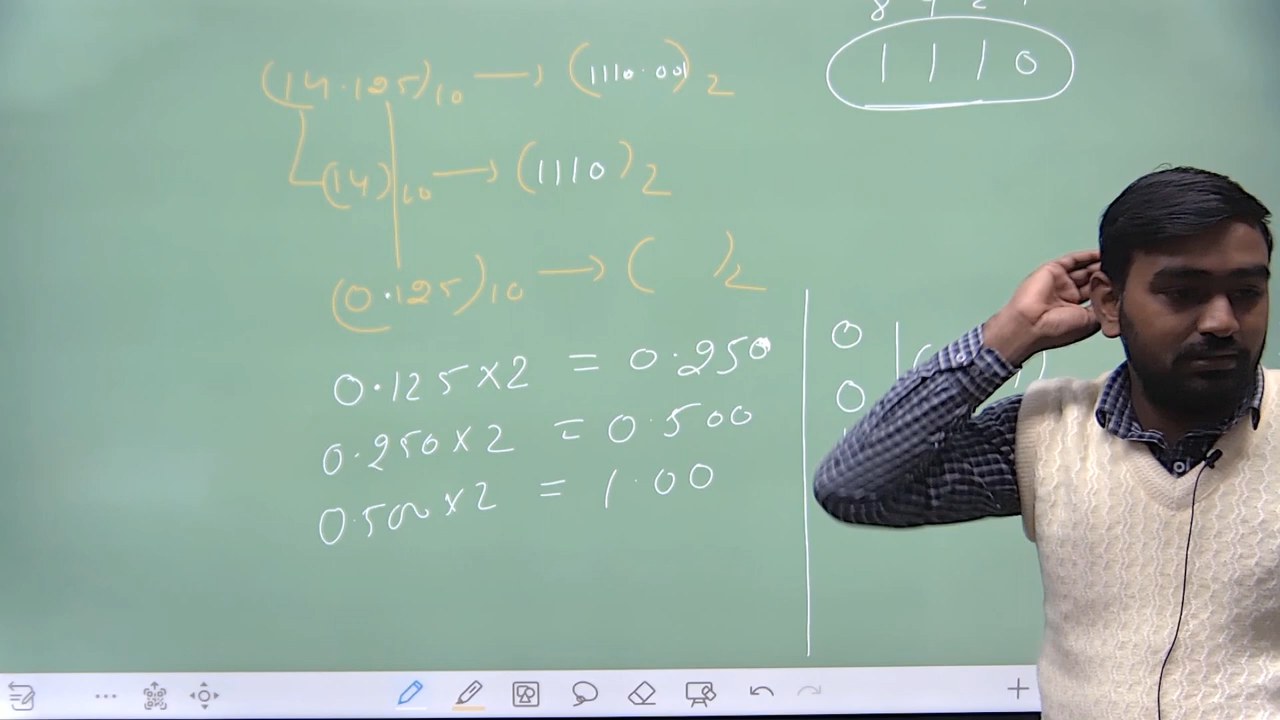 8 4 2 1
1 1 1 0
(14.125)10 → (1110.001)2
(14)10 → (1110)2
(0.125)10 → ( )2
0.125×2 = 0.250
0.250×2 = 0.500
0.500×2 = 1.00
0
0